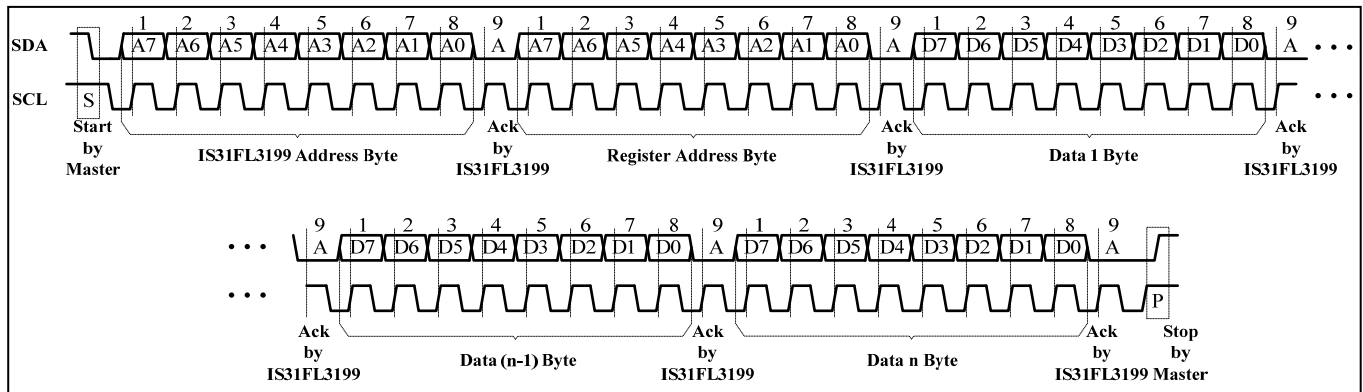 1 2 3 4 5 6 7 8 9 1 2 3 4 5 6 7 8 9 1 2 3 4 5 6 7 8 9
SDA A7 A6 A5 A4 A3 A2 A1 A0 A A7 A6 A5 A4 A3 A2 A1 A0 A D7 D6 D5 D4 D3 D2 D1 D0 A • • •
SCL S • • •
Start by Master
IS31FL3199 Address Byte
Ack by IS31FL3199
Register Address Byte
Ack by IS31FL3199
Data 1 Byte
Ack by IS31FL3199
9 1 2 3 4 5 6 7 8 9 1 2 3 4 5 6 7 8 9
• • • A D7 D6 D5 D4 D3 D2 D1 D0 A D7 D6 D5 D4 D3 D2 D1 D0 A
• • • P
Ack by IS31FL3199
Data (n-1) Byte
Ack by IS31FL3199
Data n Byte
Ack by IS31FL3199
Stop by Master